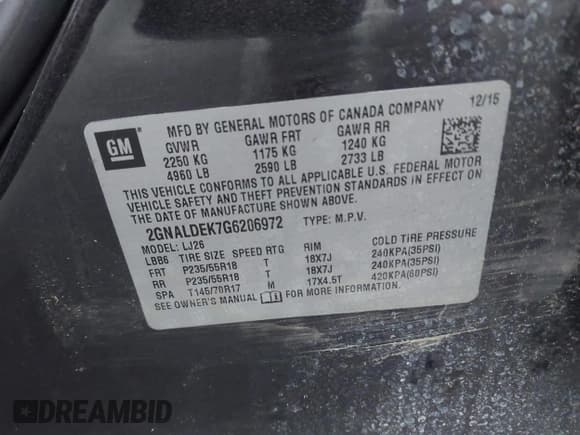 GM
MFD BY GENERAL MOTORS OF CANADA COMPANY 12/15
GVWR GAWR FRT GAWR RR
2250 KG 1175 KG 1240 KG
4960 LB 2590 LB 2733 LB
THIS VEHICLE CONFORMS TO ALL APPLICABLE U.S. FEDERAL MOTOR
VEHICLE SAFETY AND THEFT PREVENTION STANDARDS IN EFFECT ON
THE DATE OF MANUFACTURE SHOWN ABOVE.
2GNALDEK7G6206972 TYPE: M.P.V.
MODEL: LJ26
LBB6 TIRE SIZE SPEED RTG RIM COLD TIRE PRESSURE
FRT P235/55R18 T 18X7J 240KPA(35PSI)
RR P235/55R18 T 18X7J 240KPA(35PSI)
SPA T145/70R17 M 17X4.5T 420KPA(60PSI)
SEE OWNER'S MANUAL FOR MORE INFORMATION.
DREAMBID